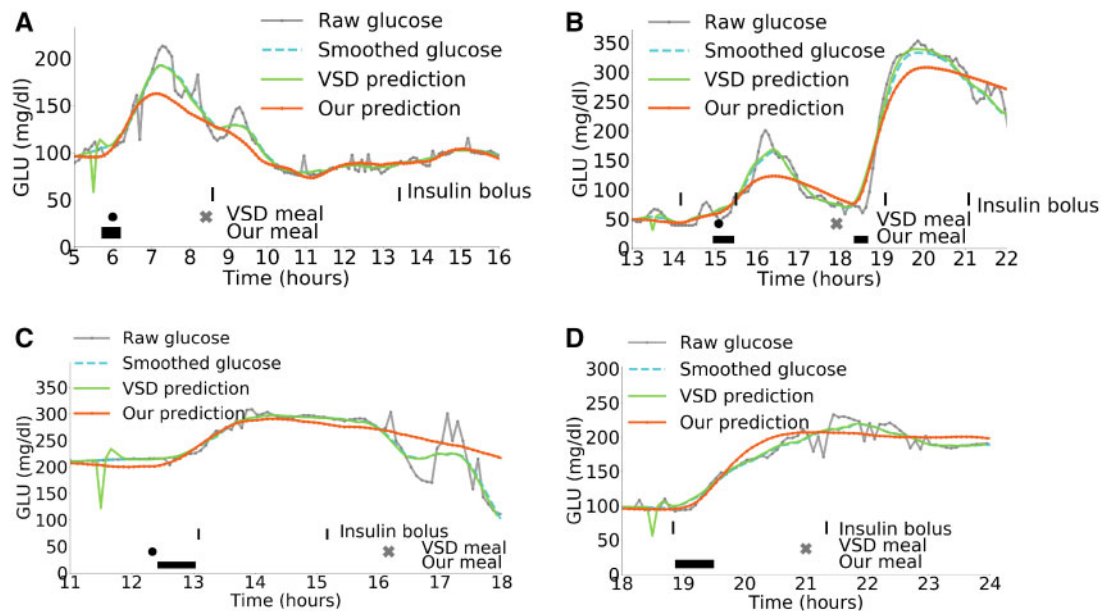 A
Raw glucose
Smoothed glucose
VSD prediction
Our prediction
GLU (mg/dl)
200
150
100
50
0
Insulin bolus
VSD meal
Our meal
5 6 7 8 9 10 11 12 13 14 15 16
Time (hours)
B
Raw glucose
Smoothed glucose
VSD prediction
Our prediction
GLU (mg/dl)
350
300
250
200
150
100
50
0
Insulin bolus
VSD meal
Our meal
13 14 15 16 17 18 19 20 21 22
Time (hours)
C
Raw glucose
Smoothed glucose
VSD prediction
Our prediction
GLU (mg/dl)
350
300
250
200
150
100
50
0
Insulin bolus
VSD meal
Our meal
11 12 13 14 15 16 17 18
Time (hours)
D
Raw glucose
Smoothed glucose
VSD prediction
Our prediction
GLU (mg/dl)
300
250
200
150
100
50
0
Insulin bolus
VSD meal
Our meal
18 19 20 21 22 23 24
Time (hours)